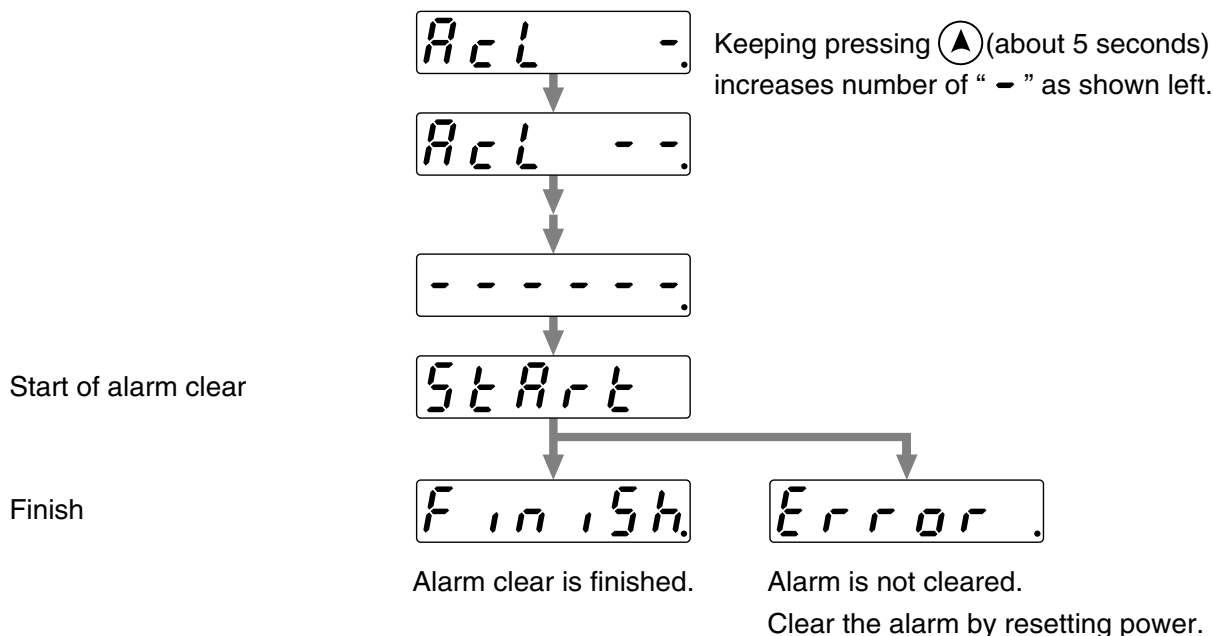 AcL -.
Keeping pressing (about 5 seconds)
increases number of “ - ” as shown left.
AcL --.
------.
Start of alarm clear
StArt
Finish
FiniSh.
Error .
Alarm clear is finished.
Alarm is not cleared.
Clear the alarm by resetting power.